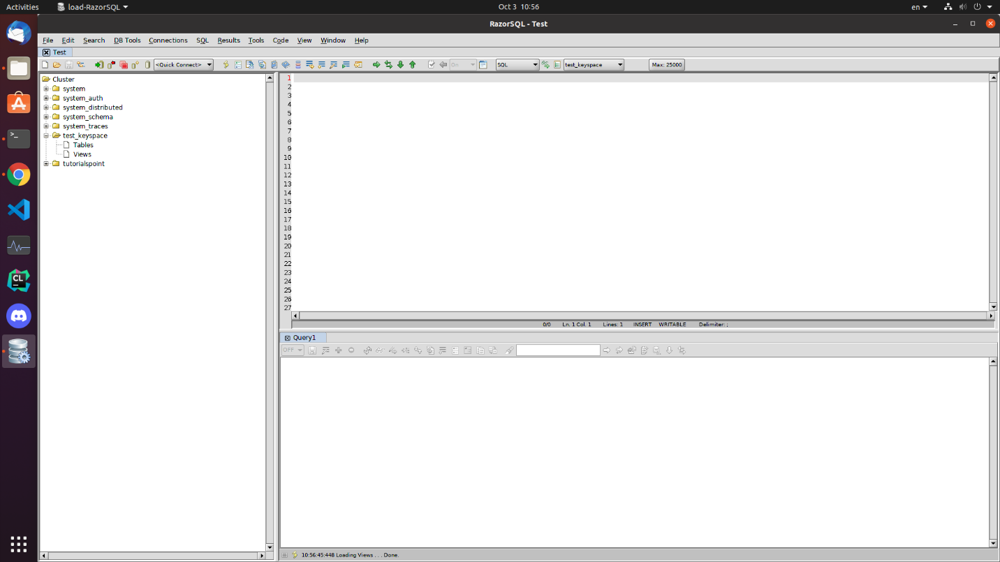 Activities load-RazorSQL Oct 3 10:56 en
RazorSQL - Test
File Edit Search DB Tools Connections SQL Results Tools Code View Window Help
Test
<Quick Connect> On SQL test_keyspace Max: 25000
Cluster
system
system_auth
system_distributed
system_schema
system_traces
test_keyspace
Tables
Views
tutorialspoint
1
2
3
4
5
6
7
8
9
10
11
12
13
14
15
16
17
18
19
20
21
22
23
24
25
26
27
0/0 Ln. 1 Col. 1 Lines: 1 INSERT WRITABLE Delimiter: ;
Query1
OFF
10:56:45:448 Loading Views . . . Done.
CL